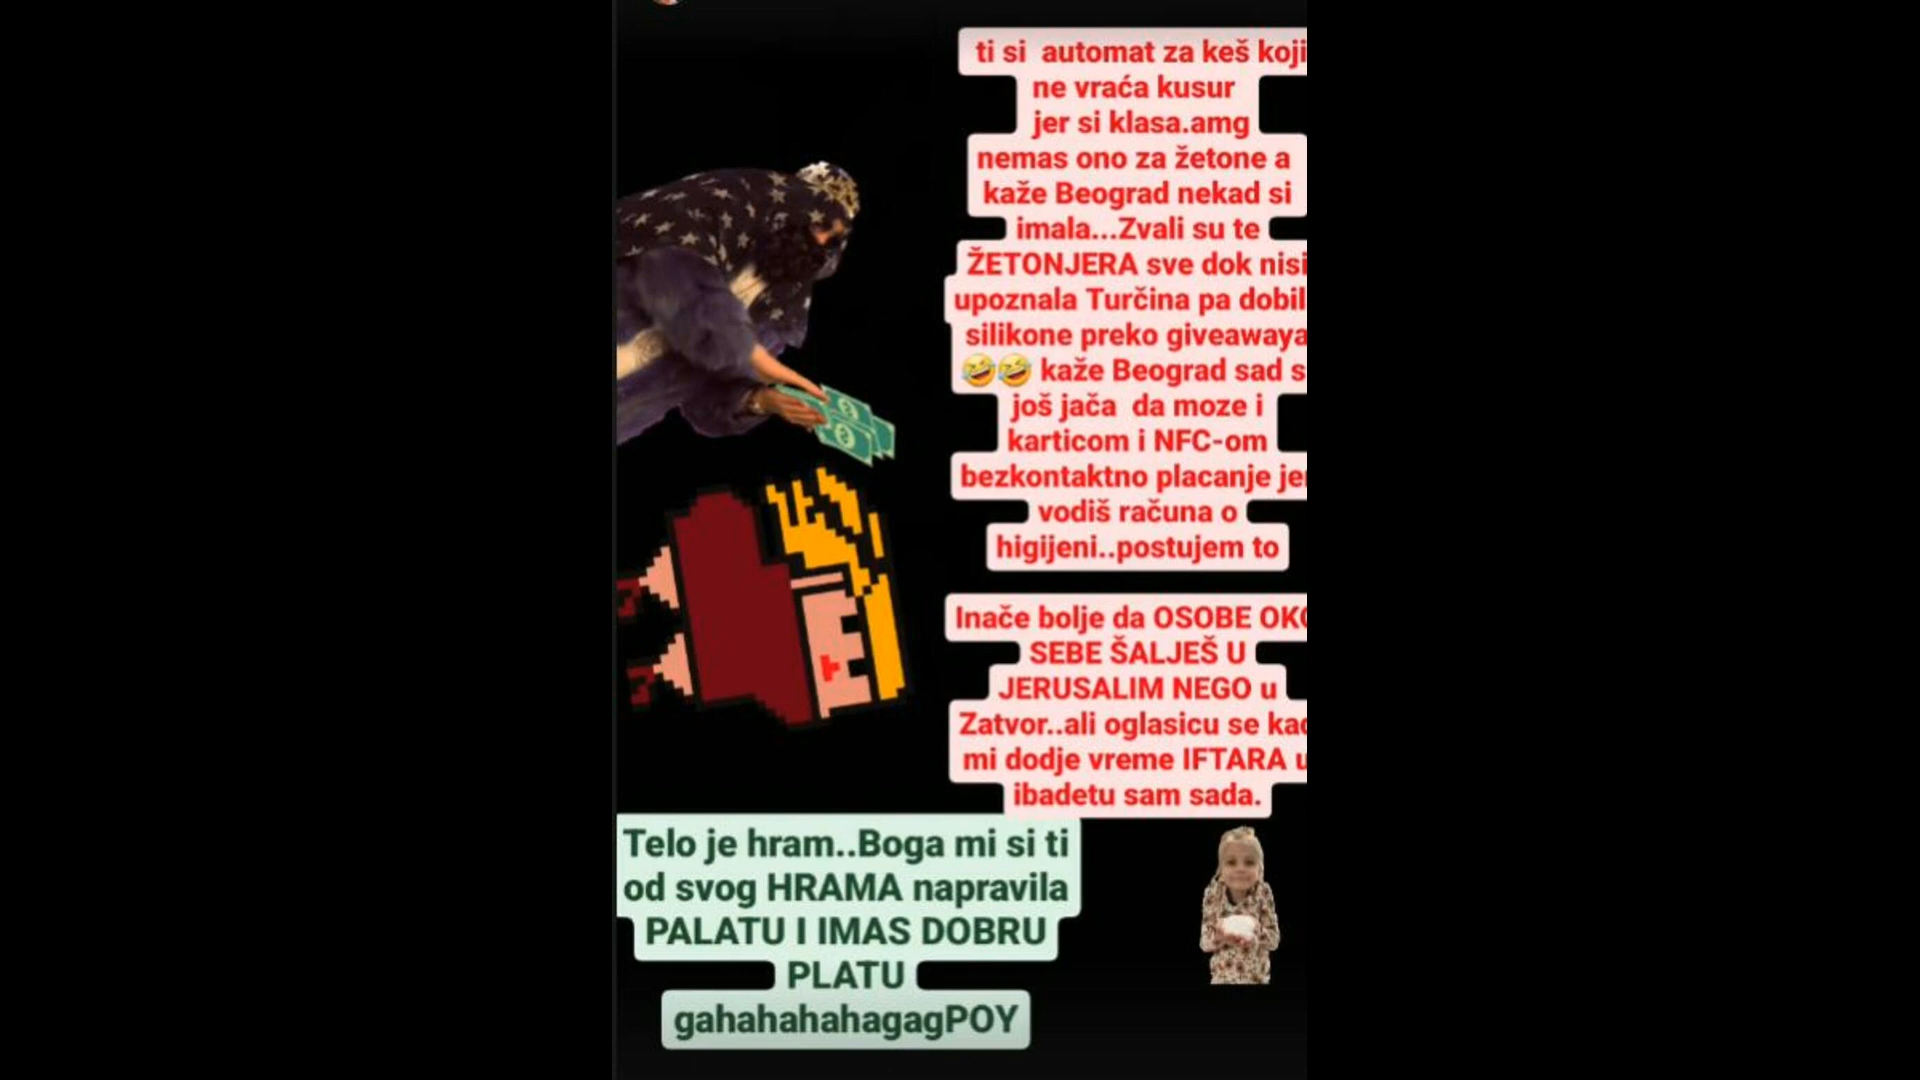 ti si automat za keš koji
ne vraća kusur
jer si klasa.amg
nemas ono za žetone a
kaže Beograd nekad si
imala...Zvali su te
ŽETONJERA sve dok nisi
upoznala Turčina pa dobil
silikone preko giveawaya
🤣🤣 kaže Beograd sad s
još jača da moze i
karticom i NFC-om
bezkontaktno placanje jer
vodiš računa o
higijeni..postujem to
Inače bolje da OSOBE OKO
SEBE ŠALJEŠ U
JERUSALIM NEGO u
Zatvor..ali oglasicu se kad
mi dodje vreme IFTARA u
ibadetu sam sada.
Telo je hram..Boga mi si ti
od svog HRAMA napravila
PALATU I IMAS DOBRU
PLATU
gahahahahagagPOY